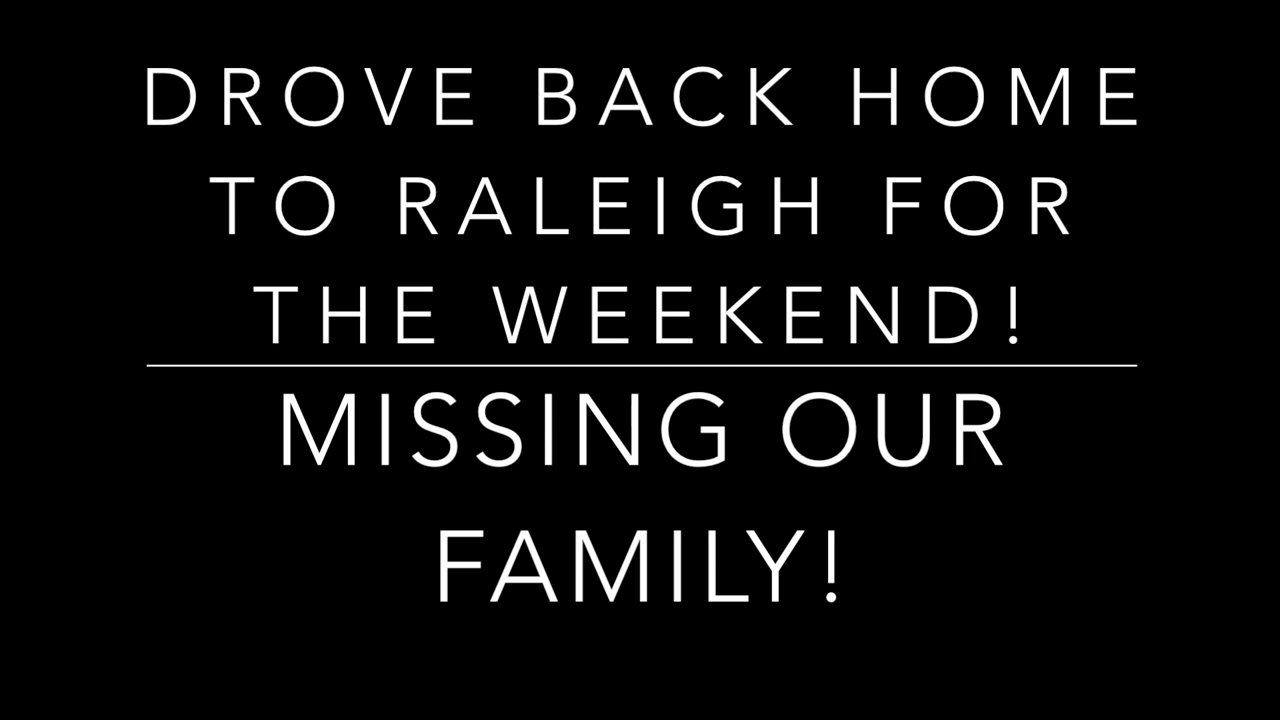 DROVE BACK HOME
TO RALEIGH FOR
THE WEEKEND!
MISSING OUR
FAMILY!